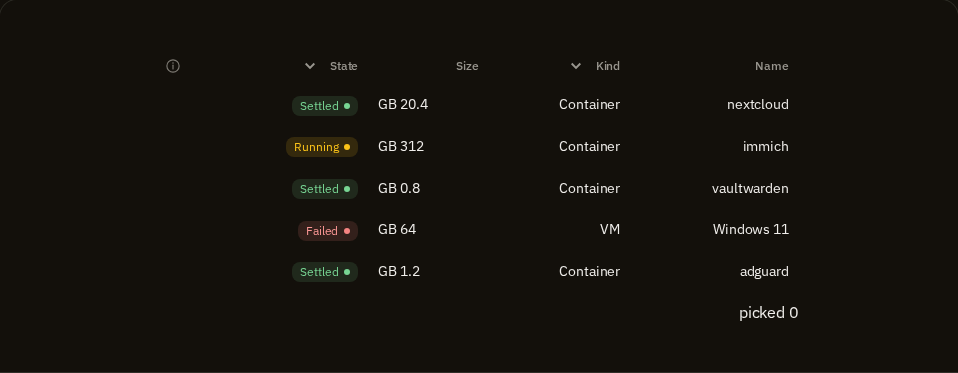 Name Kind Size State
nextcloud Container GB 20.4 Settled
immich Container GB 312 Running
vaultwarden Container GB 0.8 Settled
Windows 11 VM GB 64 Failed
adguard Container GB 1.2 Settled
picked 0